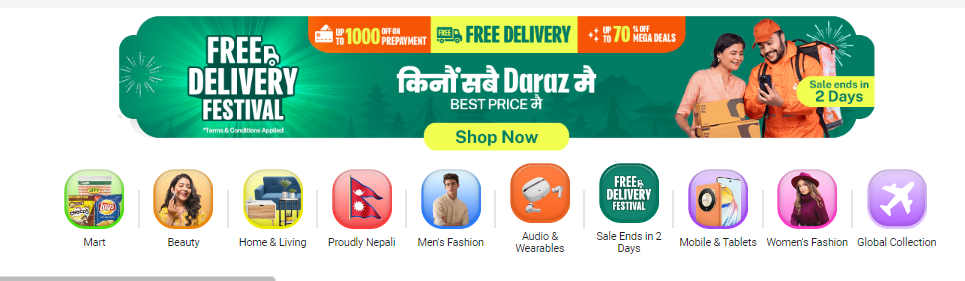 FREE
DELIVERY
FESTIVAL
*Terms & Conditions Applied
UP TO 1000 OFF ON PREPAYMENT
FREE FREE DELIVERY
UP TO 70 % OFF MEGA DEALS
किनौं सबै Daraz मै
BEST PRICE मै
Shop Now
Sale ends in
2 Days
Lay's
FREE
DELIVERY
FESTIVAL
Mart
Beauty
Home & Living
Proudly Nepali
Men's Fashion
Audio &
Wearables
Sale Ends in 2
Days
Mobile & Tablets
Women's Fashion
Global Collection